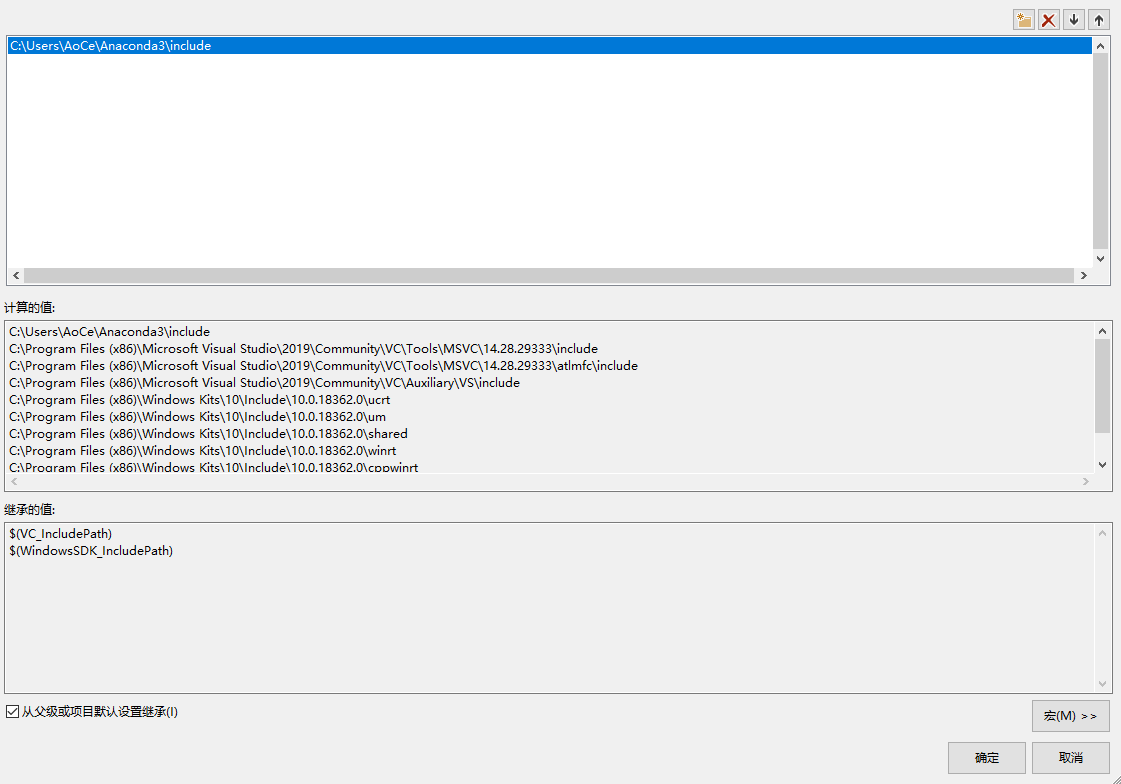 C:\Users\AoCe\Anaconda3\include
计算的值:
C:\Users\AoCe\Anaconda3\include
C:\Program Files (x86)\Microsoft Visual Studio\2019\Community\VC\Tools\MSVC\14.28.29333\include
C:\Program Files (x86)\Microsoft Visual Studio\2019\Community\VC\Tools\MSVC\14.28.29333\atlmfc\include
C:\Program Files (x86)\Microsoft Visual Studio\2019\Community\VC\Auxiliary\VS\include
C:\Program Files (x86)\Windows Kits\10\Include\10.0.18362.0\ucrt
C:\Program Files (x86)\Windows Kits\10\Include\10.0.18362.0\um
C:\Program Files (x86)\Windows Kits\10\Include\10.0.18362.0\shared
C:\Program Files (x86)\Windows Kits\10\Include\10.0.18362.0\winrt
C:\Program Files (x86)\Windows Kits\10\Include\10.0.18362.0\cppwinrt
继承的值:
$(VC_IncludePath)
$(WindowsSDK_IncludePath)
从父级或项目默认设置继承(I)
宏(M) >>
确定
取消